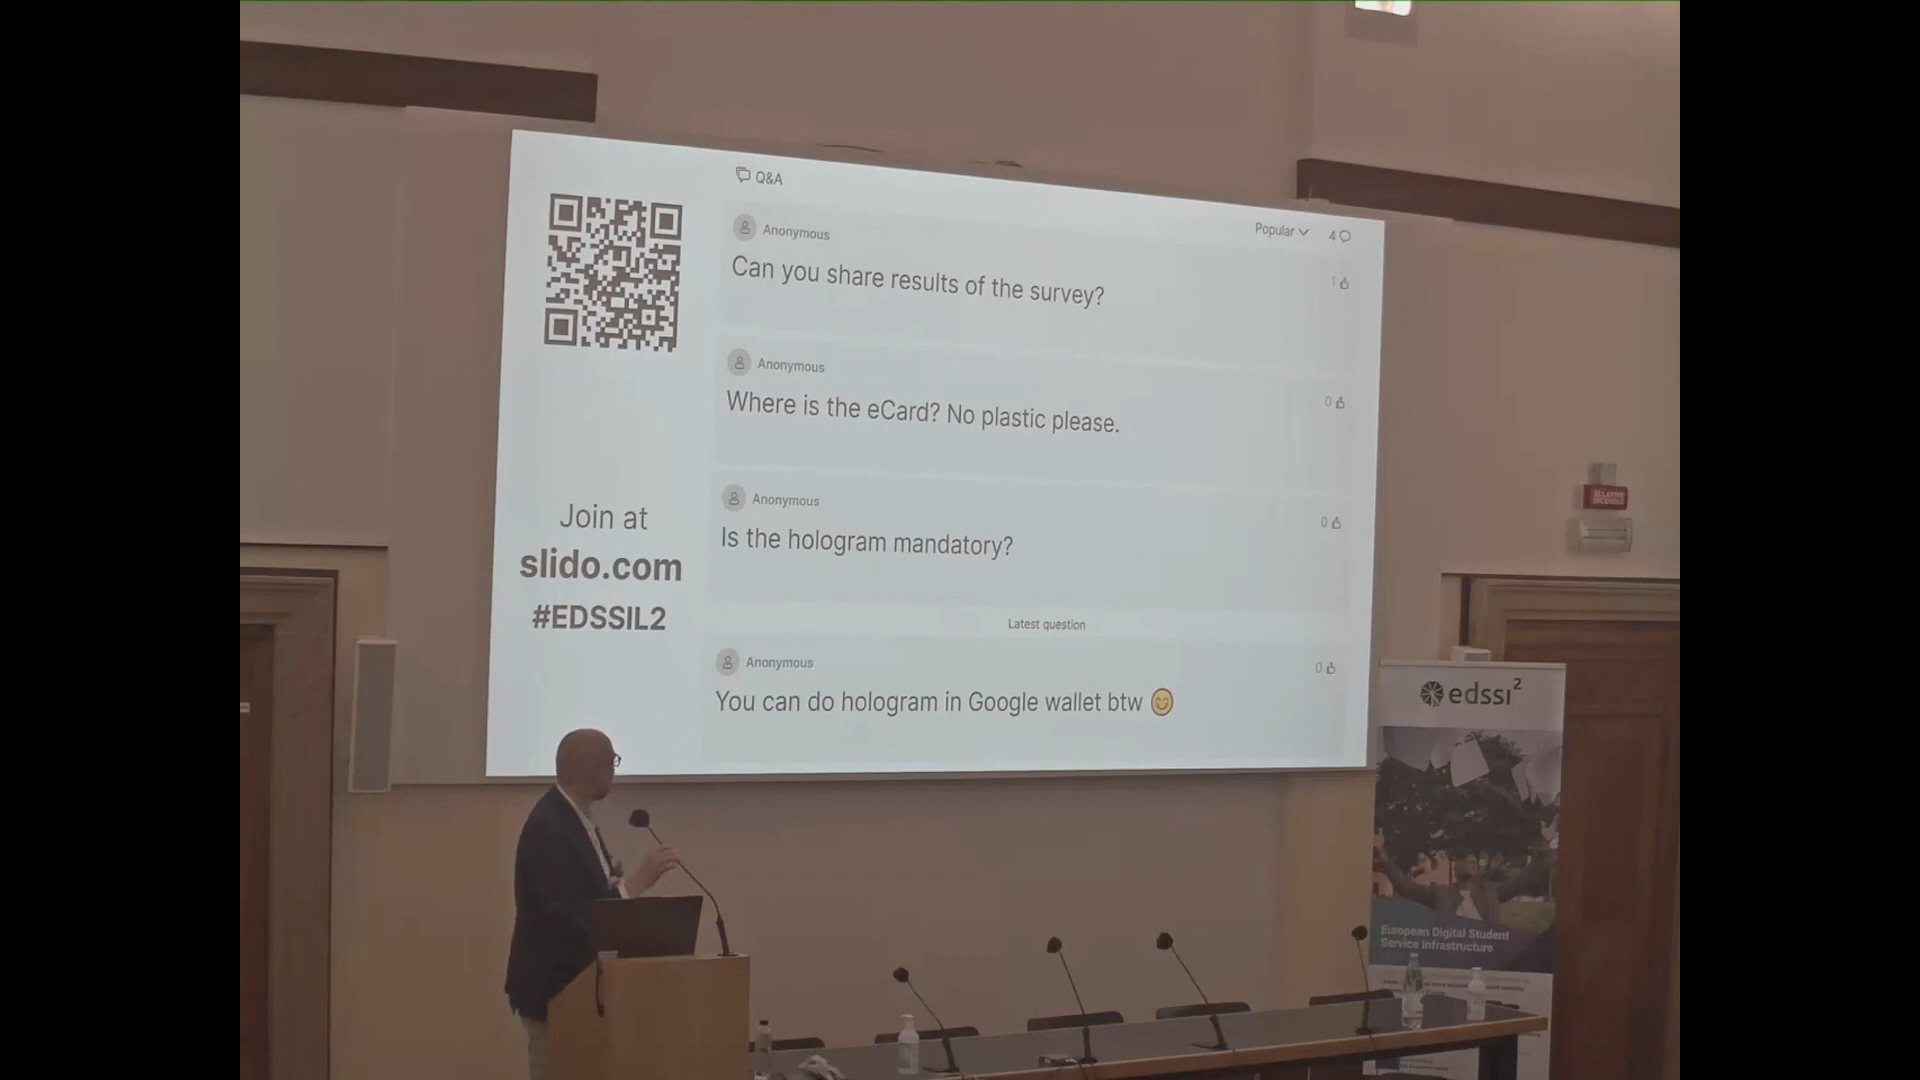 Q&A
Popular 4
Anonymous
Can you share results of the survey?
1
Anonymous
Where is the eCard? No plastic please.
0
Anonymous
Is the hologram mandatory?
0
Latest question
Anonymous
You can do hologram in Google wallet btw 😊
0
Join at
slido.com
#EDSSIL2
edssi2
European Digital Student
Service Infrastructure